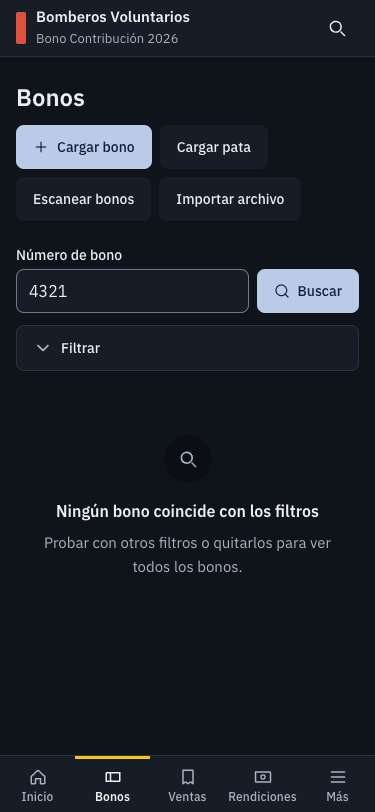 Bomberos Voluntarios
Bono Contribución 2026
Bonos
Cargar bono
Cargar pata
Escanear bonos
Importar archivo
Número de bono
4321
Buscar
Filtrar
Ningún bono coincide con los filtros
Probar con otros filtros o quitarlos para ver
todos los bonos.
Inicio
Bonos
Ventas
Rendiciones
Más